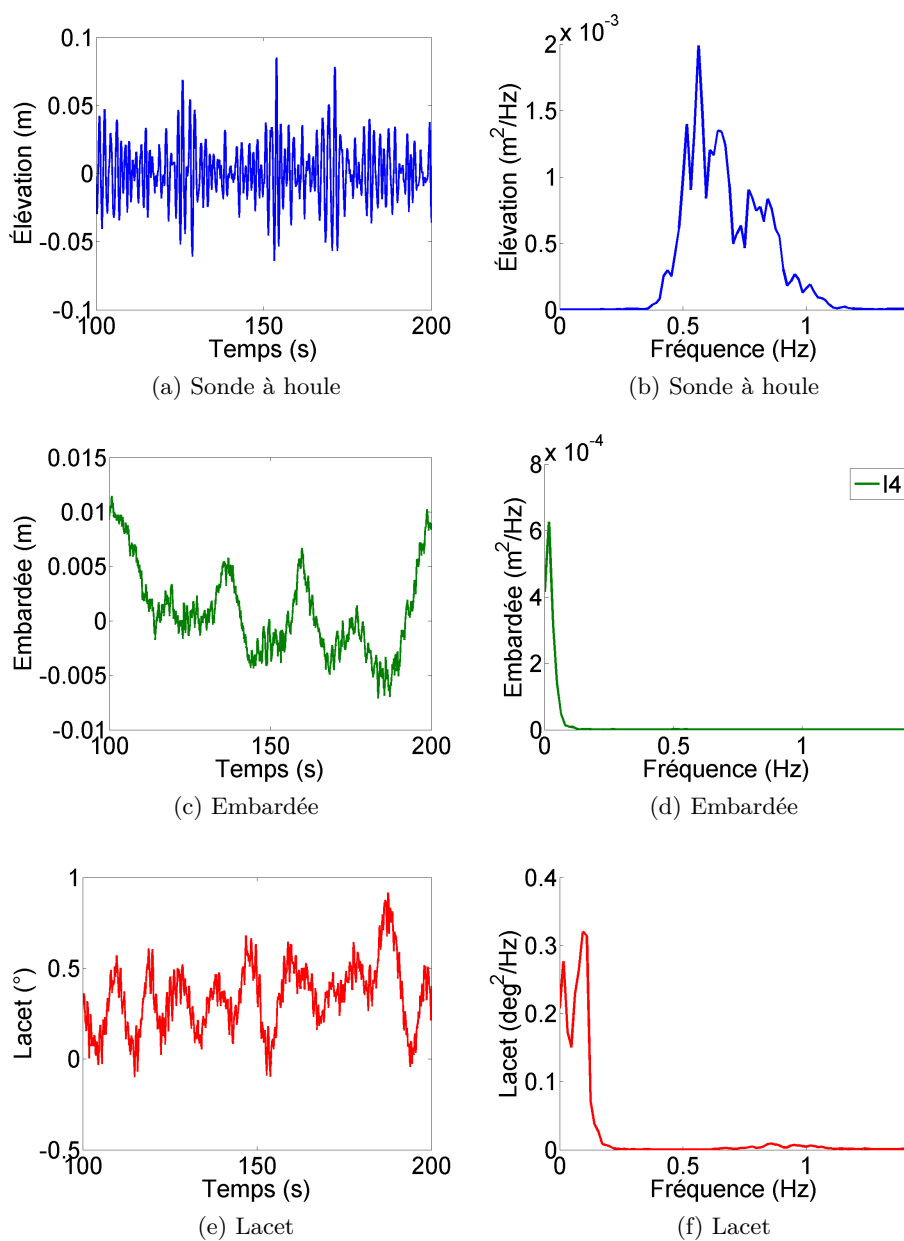 0.1
0.05
0
-0.05
-0.1
100
150
200
Élévation (m)
Temps (s)
(a) Sonde à houle
2 x 10^-3
1.5
1
0.5
0
0
0.5
1
Élévation (m²/Hz)
Fréquence (Hz)
(b) Sonde à houle
0.015
0.01
0.005
0
-0.005
-0.01
100
150
200
Embardée (m)
Temps (s)
(c) Embardée
8 x 10^-4
6
4
2
0
0
0.5
1
I4
Embardée (m²/Hz)
Fréquence (Hz)
(d) Embardée
1
0.5
0
-0.5
100
150
200
Lacet (°)
Temps (s)
(e) Lacet
0.4
0.3
0.2
0.1
0
0
0.5
1
Lacet (deg²/Hz)
Fréquence (Hz)
(f) Lacet